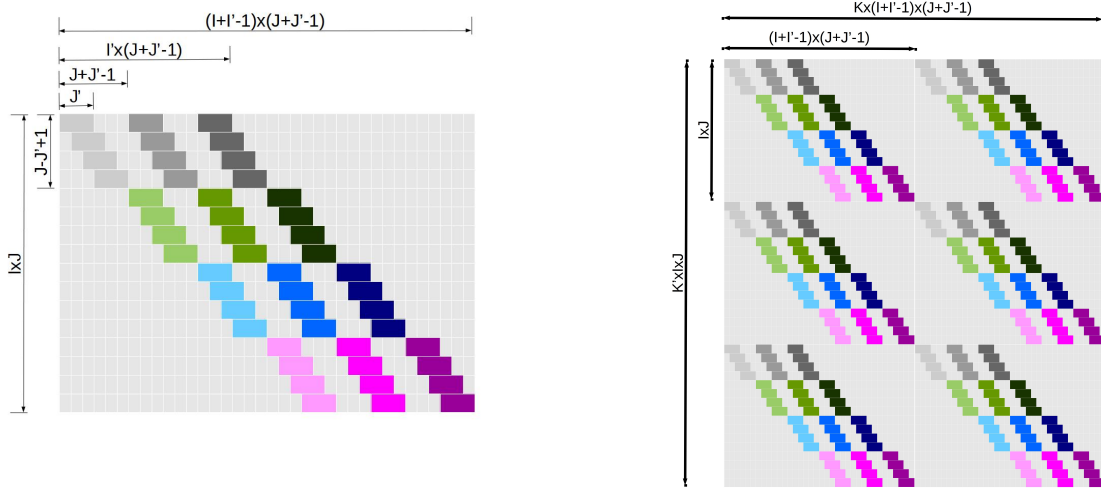 (I+I'-1)x(J+J'-1)
I'x(J+J'-1)
J+J'-1
J'
J-J'+1
IxJ
Kx(I+I'-1)x(J+J'-1)
(I+I'-1)x(J+J'-1)
IxJ
K'xIxJ